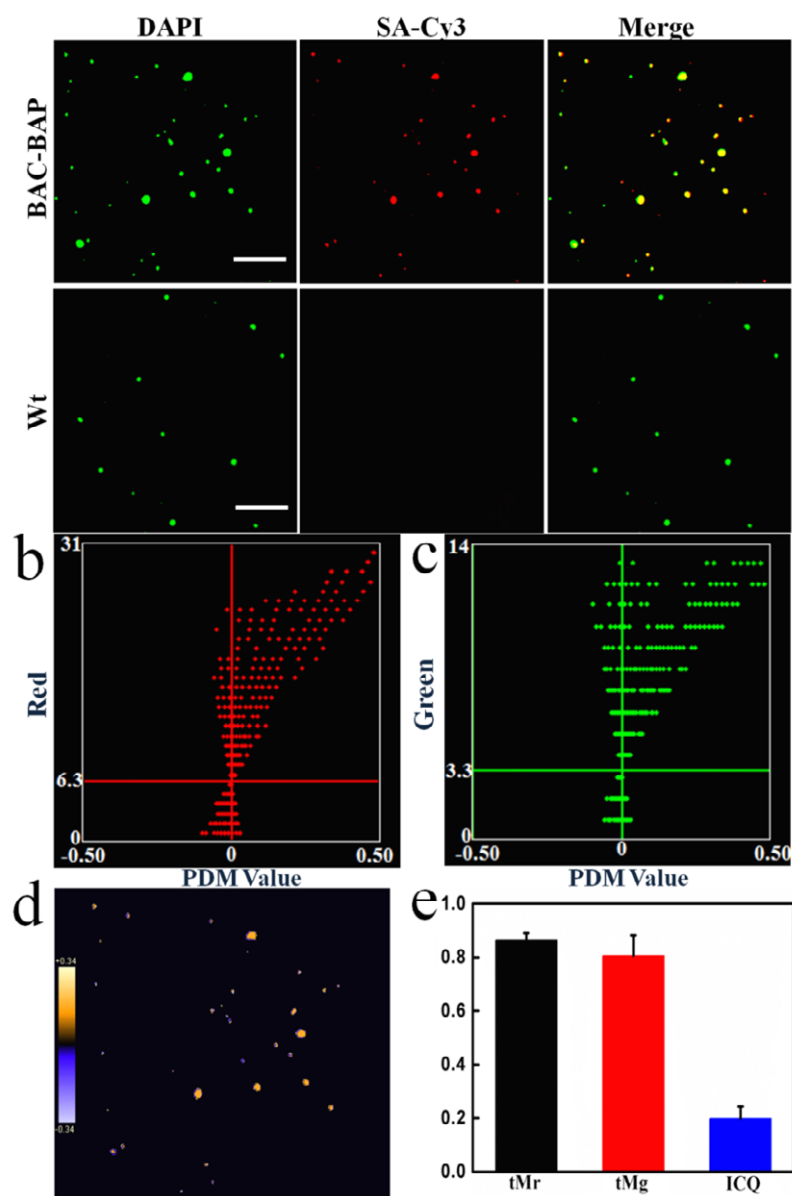 DAPI SA-Cy3 Merge
BAC-BAP
Wt
b
31
Red
6.3
0
-0.50 0 0.50
PDM Value
c
14
Green
3.3
0
-0.50 0 0.50
PDM Value
d
+0.34
-0.34
e
1.0
0.8
0.6
0.4
0.2
0.0
tMr tMg ICQ